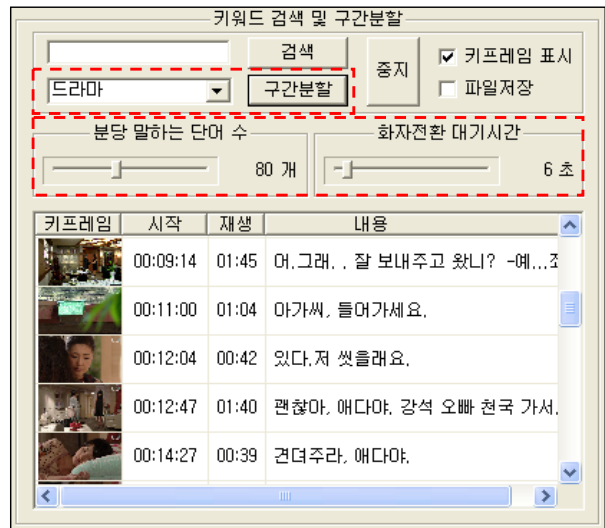 키워드 검색 및 구간분할
검색
중지
키프레임 표시
드라마
구간분할
파일저장
분당 말하는 단어 수
화자전환 대기시간
80 개
6 초
키프레임 시작 재생 내용
00:09:14 01:45 어.그래. . 잘 보내주고 왔니? -예...
00:11:00 01:04 아가씨, 들어가세요.
00:12:04 00:42 있다.저 씻을래요.
00:12:47 01:40 괜찮아, 애다야. 강석 오빠 천국 가서.
00:14:27 00:39 견뎌주라, 애다야.